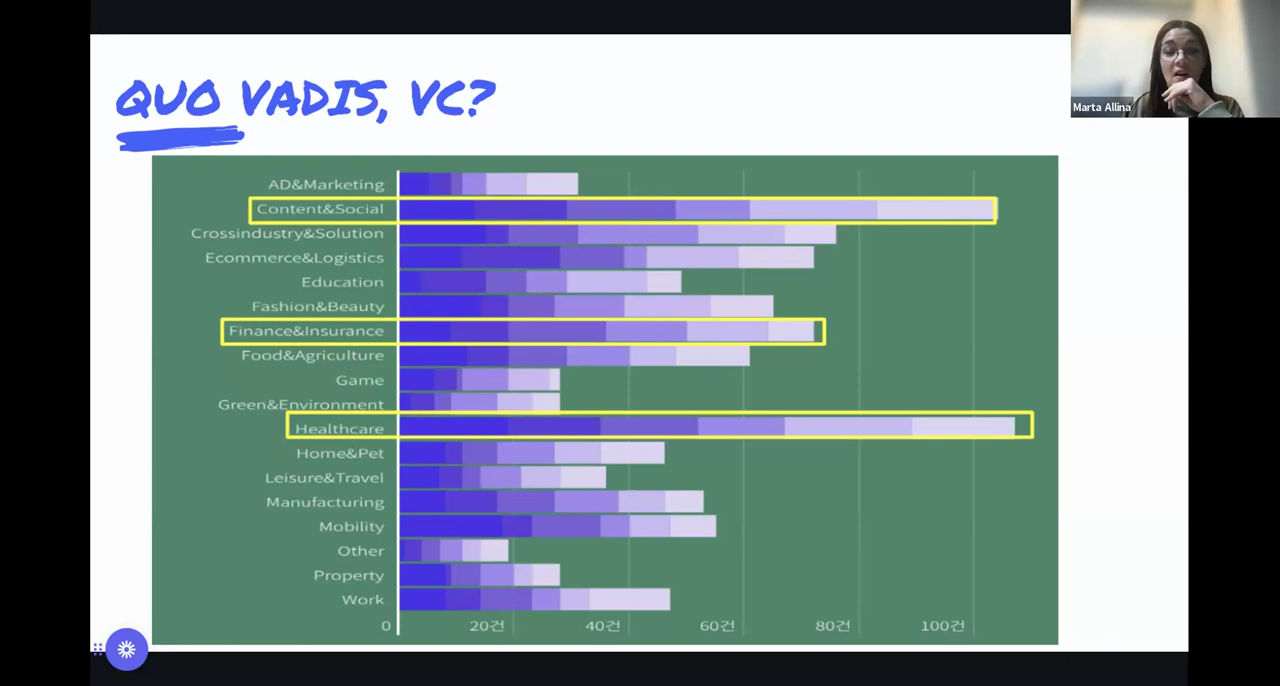 QUO VADIS, VC?
Marta Allina
AD&Marketing
Content&Social
Crossindustry&Solution
Ecommerce&Logistics
Education
Fashion&Beauty
Finance&Insurance
Food&Agriculture
Game
Green&Environment
Healthcare
Home&Pet
Leisure&Travel
Manufacturing
Mobility
Other
Property
Work
0 20건 40건 60건 80건 100건